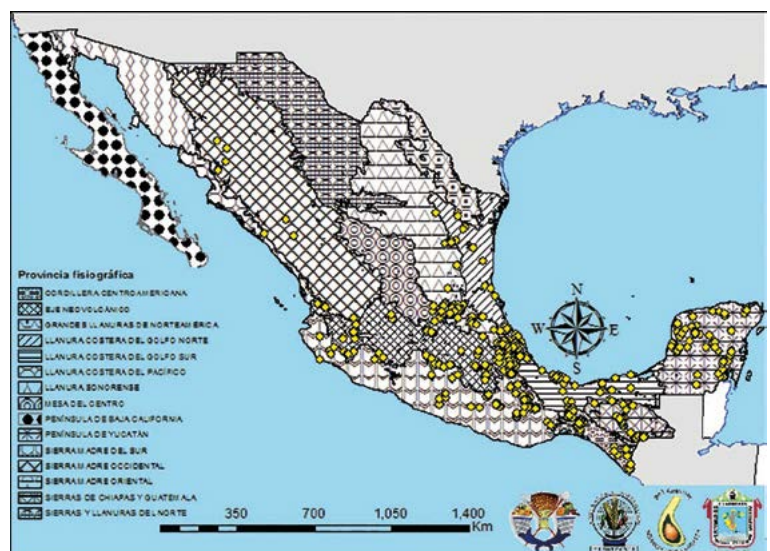 Provincia fisiográfica
CORDILLERA CENTROAMERICANA
EJE NEOVOLCÁNICO
GRANDES LLANURAS DE NORTEAMÉRICA
LLANURA COSTERA DEL GOLFO NORTE
LLANURA COSTERA DEL GOLFO SUR
LLANURA COSTERA DEL PACÍFICO
LLANURA SONORENSE
MESA DEL CENTRO
PENÍNSULA DE BAJA CALIFORNIA
PENÍNSULA DE YUCATÁN
SIERRA MADRE DEL SUR
SIERRA MADRE OCCIDENTAL
SIERRA MADRE ORIENTAL
SIERRAS DE CHIAPAS Y GUATEMALA
SIERRAS Y LLANURAS DEL NORTE
N
W E
S
350 700 1,050 1,400
Km